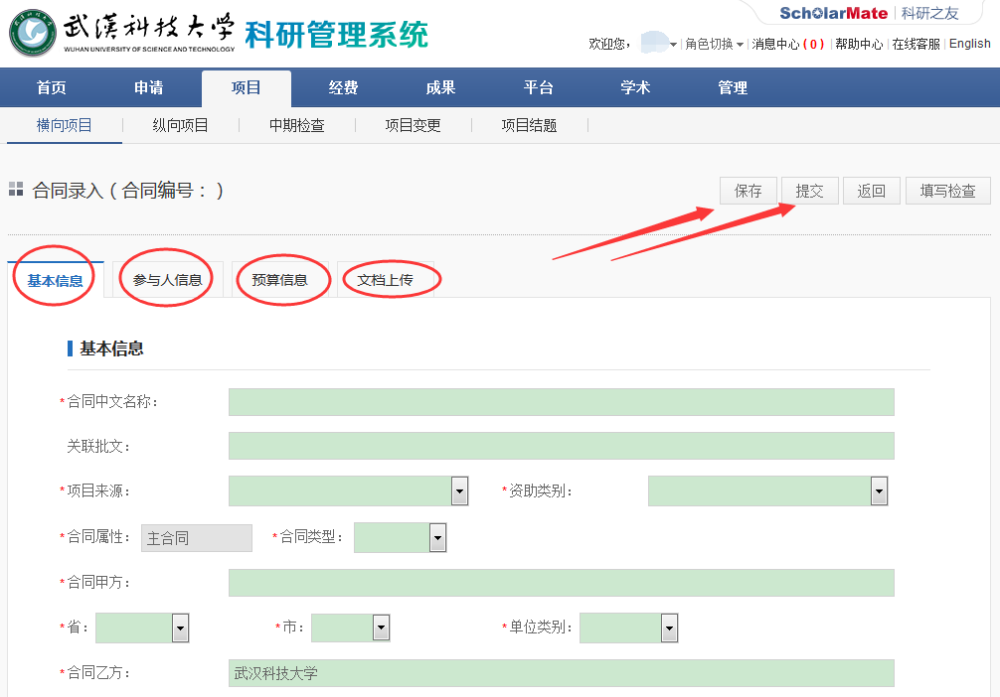 武漢科技大学
WUHAN UNIVERSITY OF SCIENCE AND TECHNOLOGY
科研管理系统
ScholarMate 科研之友
欢迎您， 角色切换 消息中心 ( 0 ) 帮助中心 在线客服 English
首页 申请 项目 经费 成果 平台 学术 管理
横向项目 纵向项目 中期检查 项目变更 项目结题
合同录入（合同编号： ）
保存 提交 返回 填写检查
基本信息 参与人信息 预算信息 文档上传
基本信息
*合同中文名称：
关联批文：
*项目来源： *资助类别：
*合同属性： 主合同 *合同类型：
*合同甲方：
*省： *市： *单位类别：
*合同乙方： 武汉科技大学